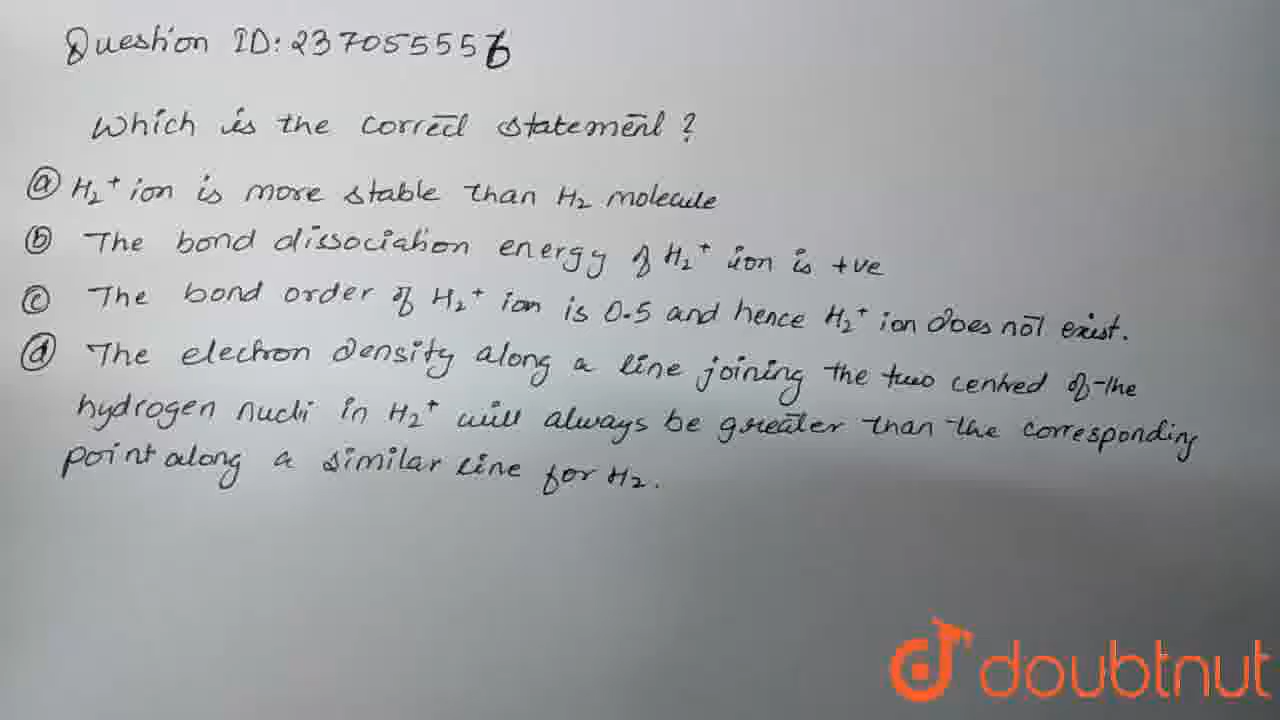 Question ID: 237055556
Which is the correct statement?
ⓐ H₂⁺ ion is more stable than H₂ molecule
ⓑ The bond dissociation energy of H₂⁺ ion is +ve
ⓒ The bond order of H₂⁺ ion is 0.5 and hence H₂⁺ ion does not exist.
ⓓ The electron density along a line joining the two centred of the
hydrogen nucli in H₂⁺ will always be greater than the corresponding
point along a similar line for H₂.
doubtnut